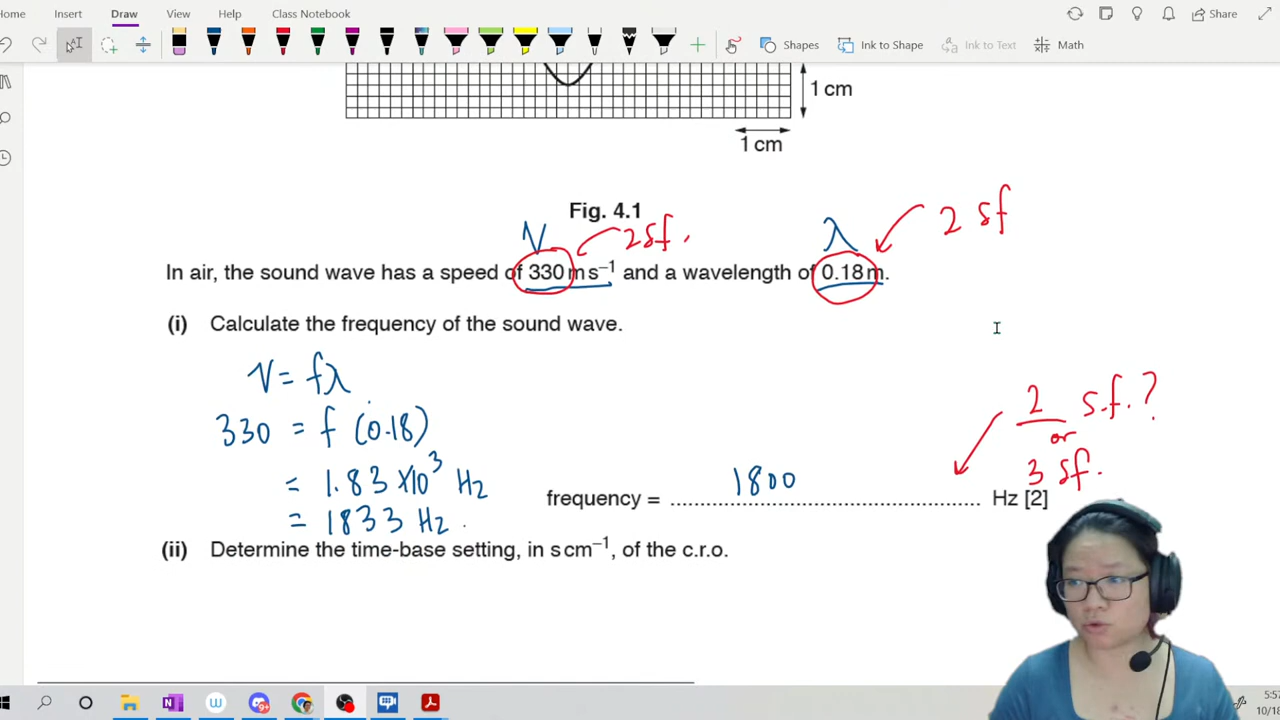 Home Insert Draw View Help Class Notebook Share
Shapes Ink to Shape Ink to Text Math
1 cm
1 cm
Fig. 4.1
V 2sf. λ 2 sf
In air, the sound wave has a speed of 330 m s⁻¹ and a wavelength of 0.18 m.
(i) Calculate the frequency of the sound wave.
V = fλ
2 s.f.?
or
330 = f (0.18)
3 sf.
= 1.83 × 10³ Hz
frequency = 1800 Hz [2]
= 1833 Hz.
(ii) Determine the time-base setting, in s cm⁻¹, of the c.r.o.
5:57
10/18